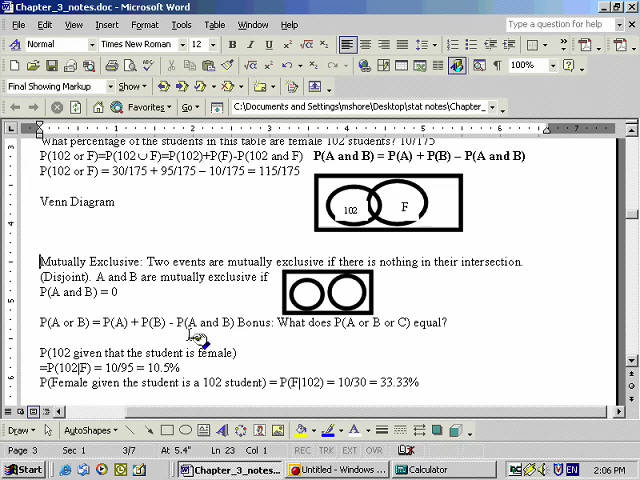 Chapter_3_notes.doc - Microsoft Word
File Edit View Insert Format Tools Table Window Help Type a question for help
Normal Times New Roman 12 B I U
100%
Final Showing Markup Show
Favorites Go C:\Documents and Settings\mshore\Desktop\stat notes\Chapter_
1 2 3 4 5 6 7
What percentage of the students in this table are female 102 students? 10/175
P(102 or F)=P(102 ∪ F)=P(102)+P(F)-P(102 and F) P(A and B) = P(A) + P(B) – P(A and B)
P(102 or F) = 30/175 + 95/175 – 10/175 = 115/175
Venn Diagram
102 F
Mutually Exclusive: Two events are mutually exclusive if there is nothing in their intersection.
(Disjoint). A and B are mutually exclusive if
P(A and B) = 0
P(A or B) = P(A) + P(B) - P(A and B) Bonus: What does P(A or B or C) equal?
P(102 given that the student is female)
=P(102|F) = 10/95 = 10.5%
P(Female given the student is a 102 student) = P(F|102) = 10/30 = 33.33%
Draw AutoShapes
Page 3 Sec 1 3/7 At 5.4" Ln 23 Col 1 REC TRK EXT OVR
Start Chapter_3_notes... Untitled - Windows ... Calculator EN 2:06 PM